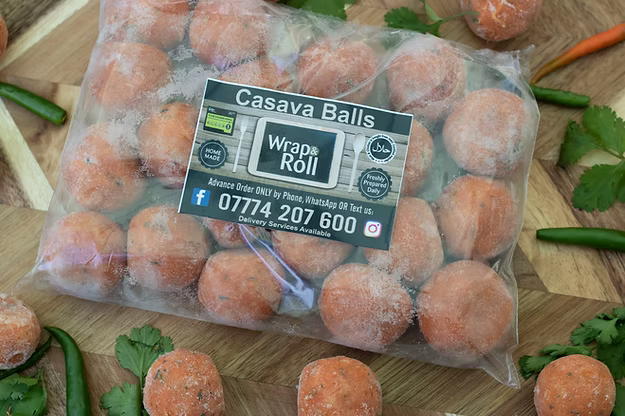 Casava Balls
Wrap&
Roll
HOME
MADE
حلال
Freshly
Prepared
Daily
Advance Order ONLY by Phone, WhatsApp OR Text us:
07774 207 600
Delivery Services Available